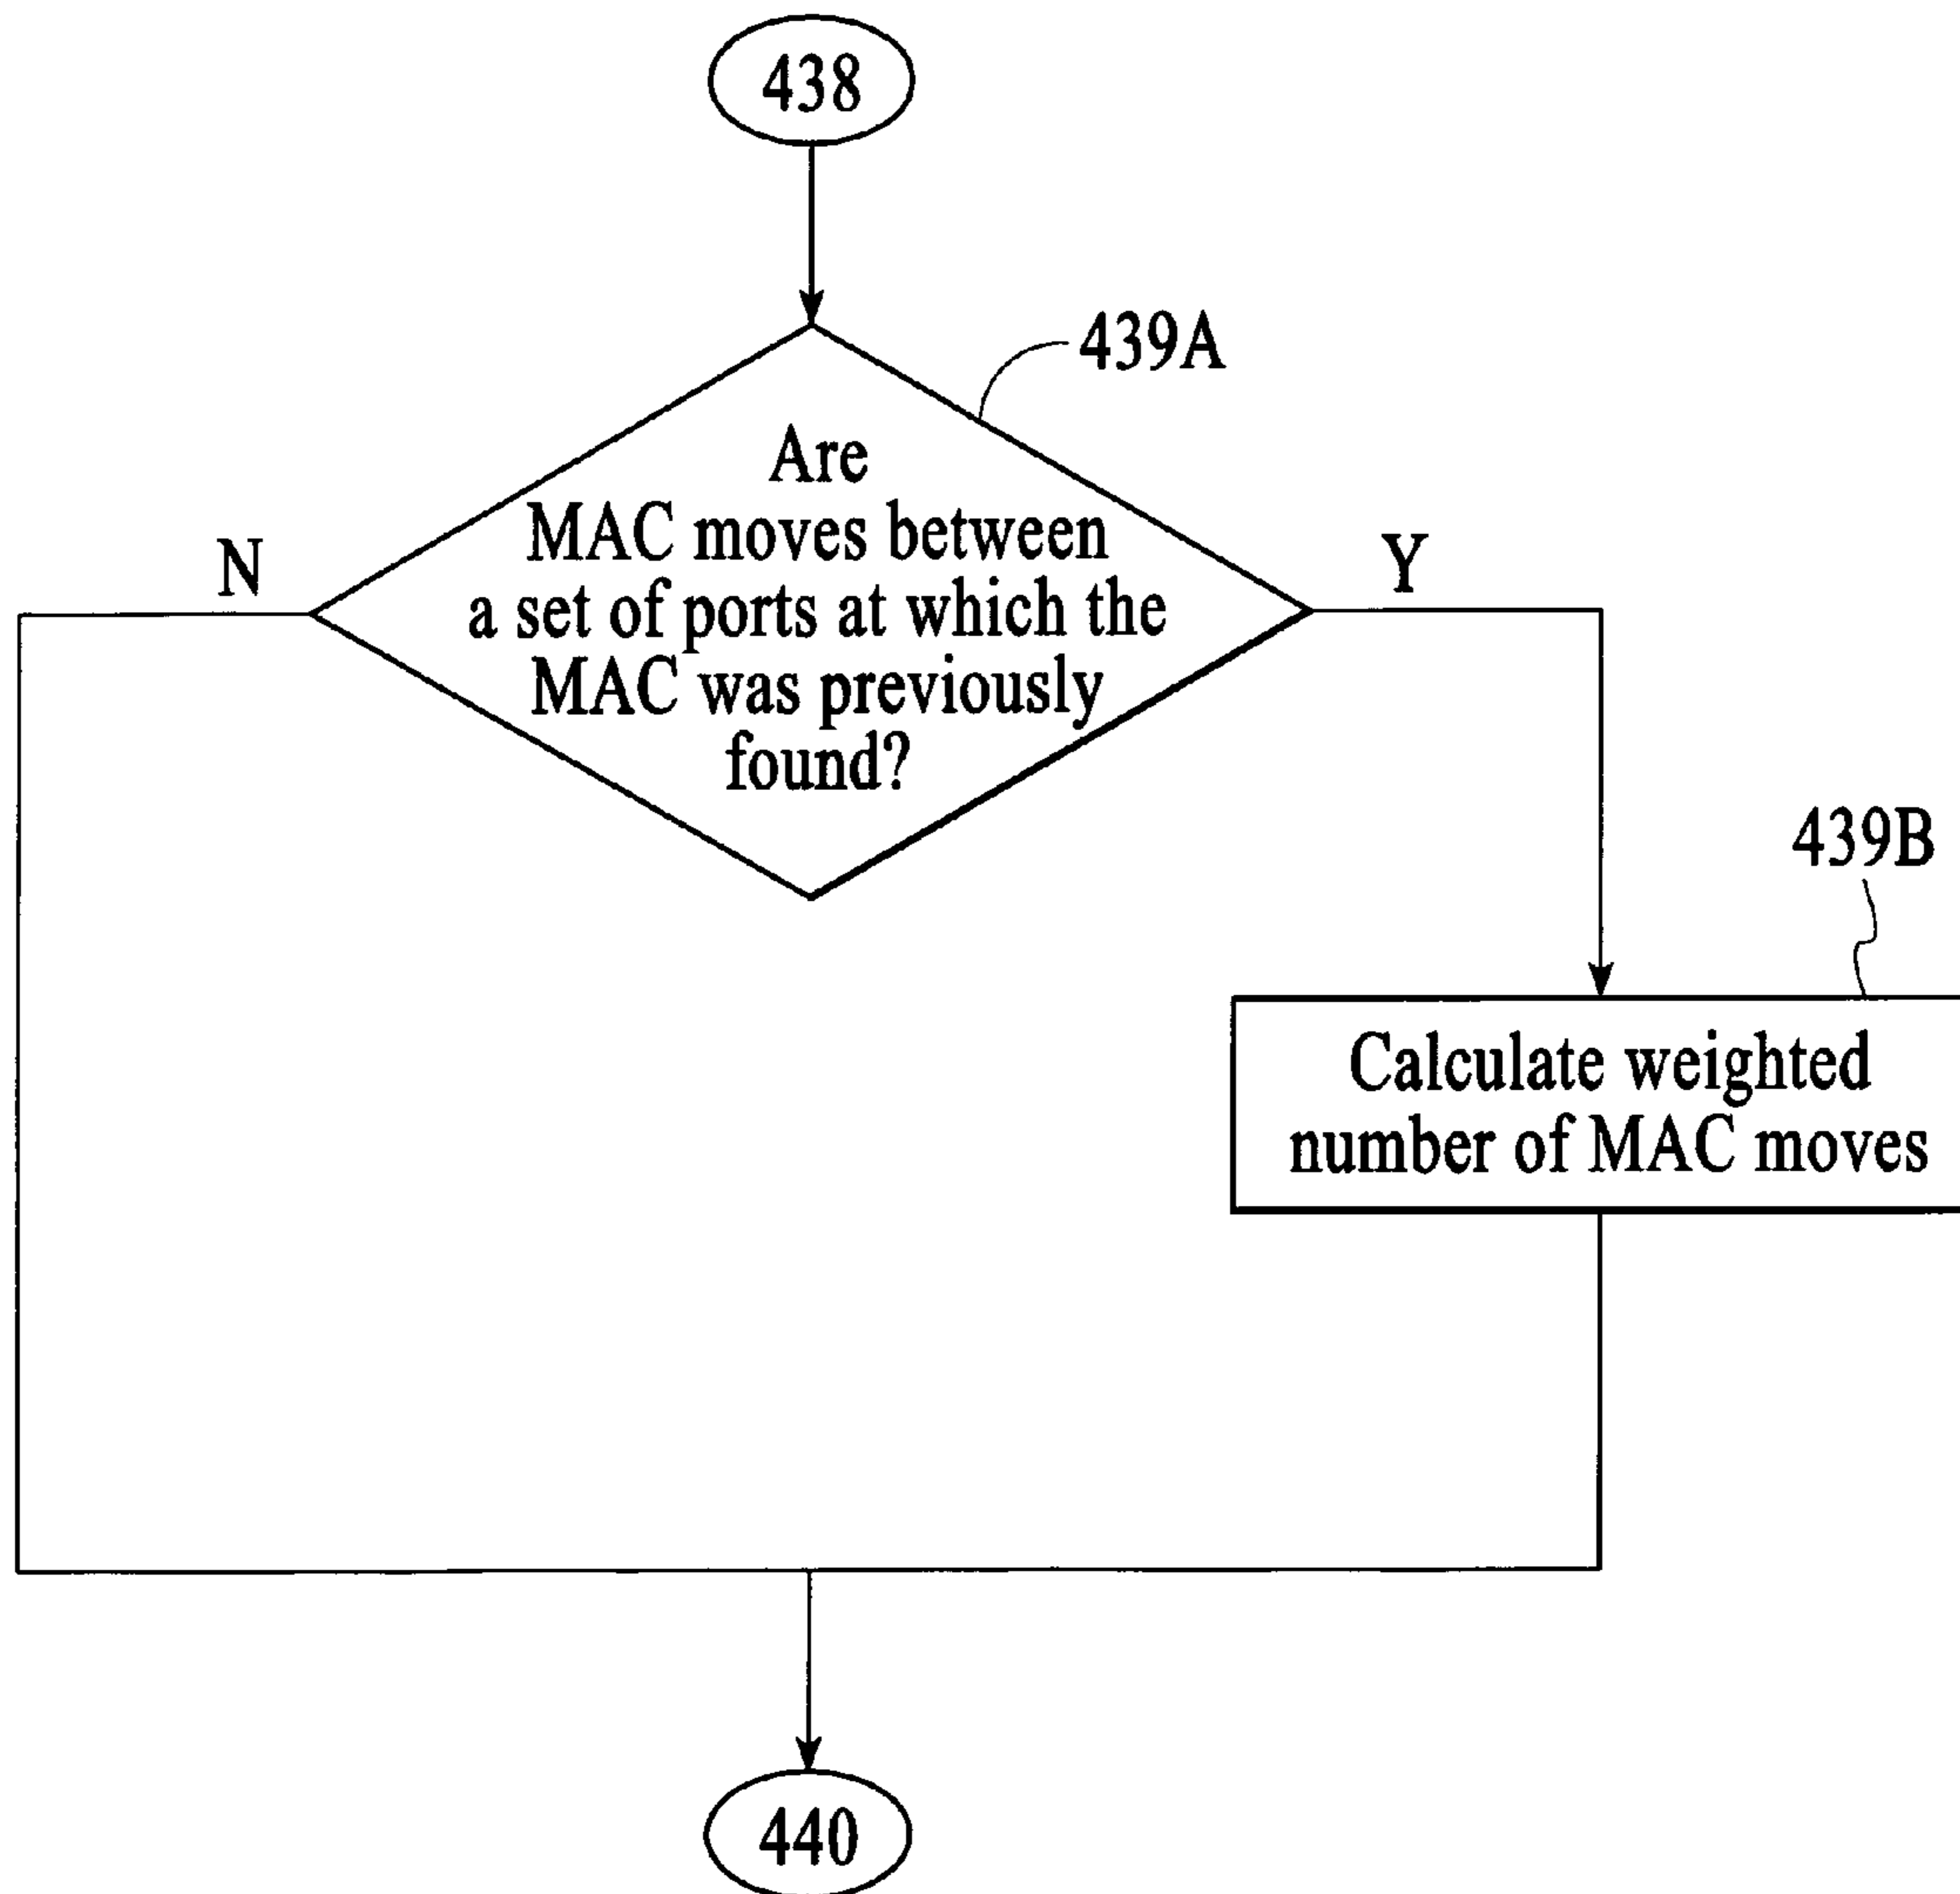 438
439A
Are
MAC moves between
a set of ports at which the
MAC was previously
found?
N
Y
439B
Calculate weighted
number of MAC moves
440